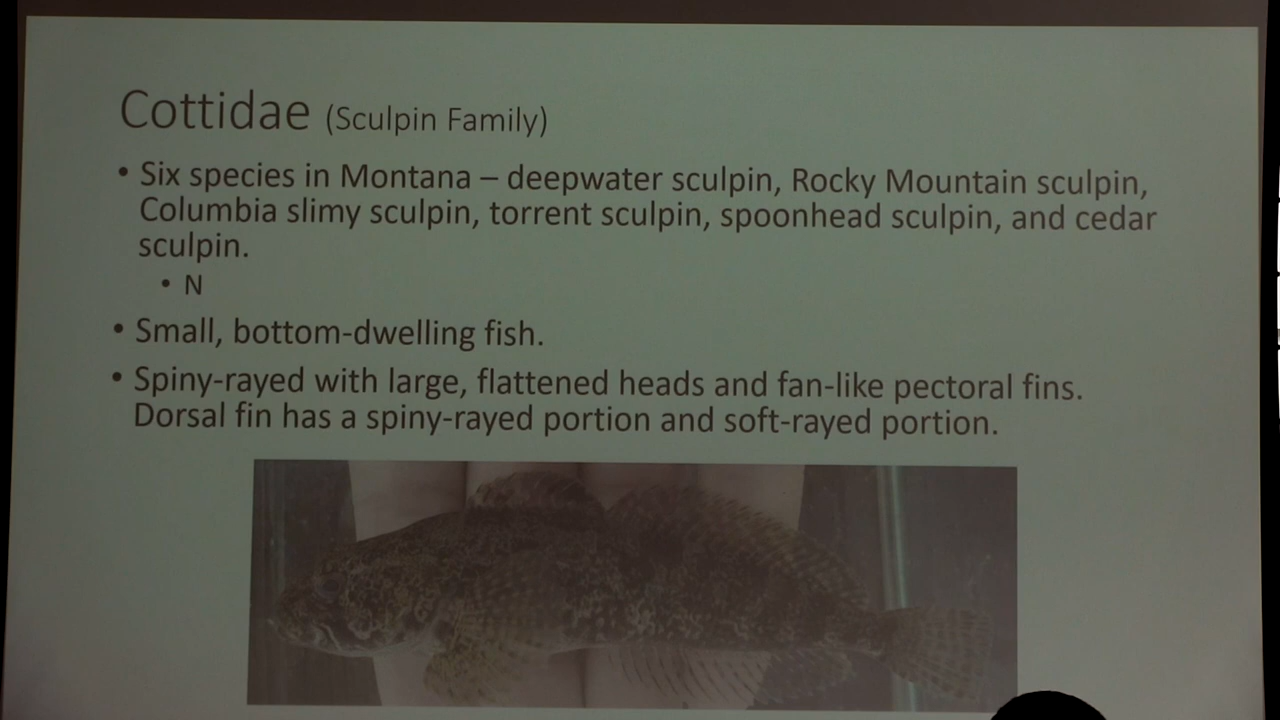 Cottidae (Sculpin Family)
• Six species in Montana – deepwater sculpin, Rocky Mountain sculpin,
Columbia slimy sculpin, torrent sculpin, spoonhead sculpin, and cedar
sculpin.
• N
• Small, bottom-dwelling fish.
• Spiny-rayed with large, flattened heads and fan-like pectoral fins.
Dorsal fin has a spiny-rayed portion and soft-rayed portion.